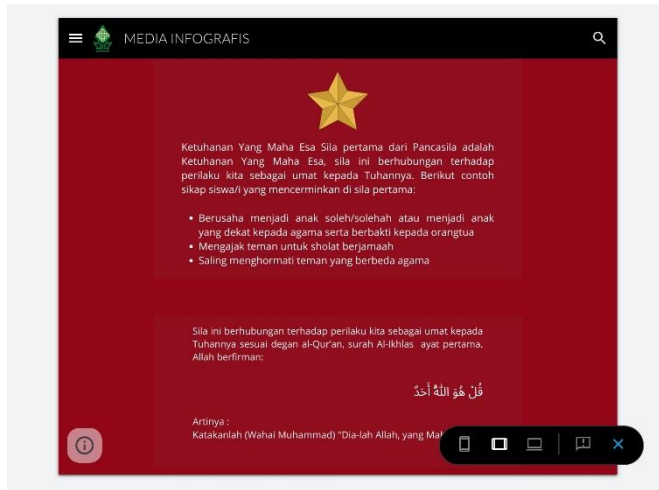 MEDIA INFOGRAFIS
Ketuhanan Yang Maha Esa Sila pertama dari Pancasila adalah
Ketuhanan Yang Maha Esa, sila ini berhubungan terhadap
perilaku kita sebagai umat kepada Tuhannya. Berikut contoh
sikap siswa/i yang mencerminkan di sila pertama:
• Berusaha menjadi anak soleh/solehah atau menjadi anak
yang dekat kepada agama serta berbakti kepada orangtua
• Mengajak teman untuk sholat berjamaah
• Saling menghormati teman yang berbeda agama
Sila ini berhubungan terhadap perilaku kita sebagai umat kepada
Tuhannya sesuai degan al-Qur'an, surah Al-Ikhlas ayat pertama.
Allah berfirman:
قُلْ هُوَ اللّٰهُ أَحَدٌ
Artinya :
Katakanlah (Wahai Muhammad) "Dia-lah Allah, yang